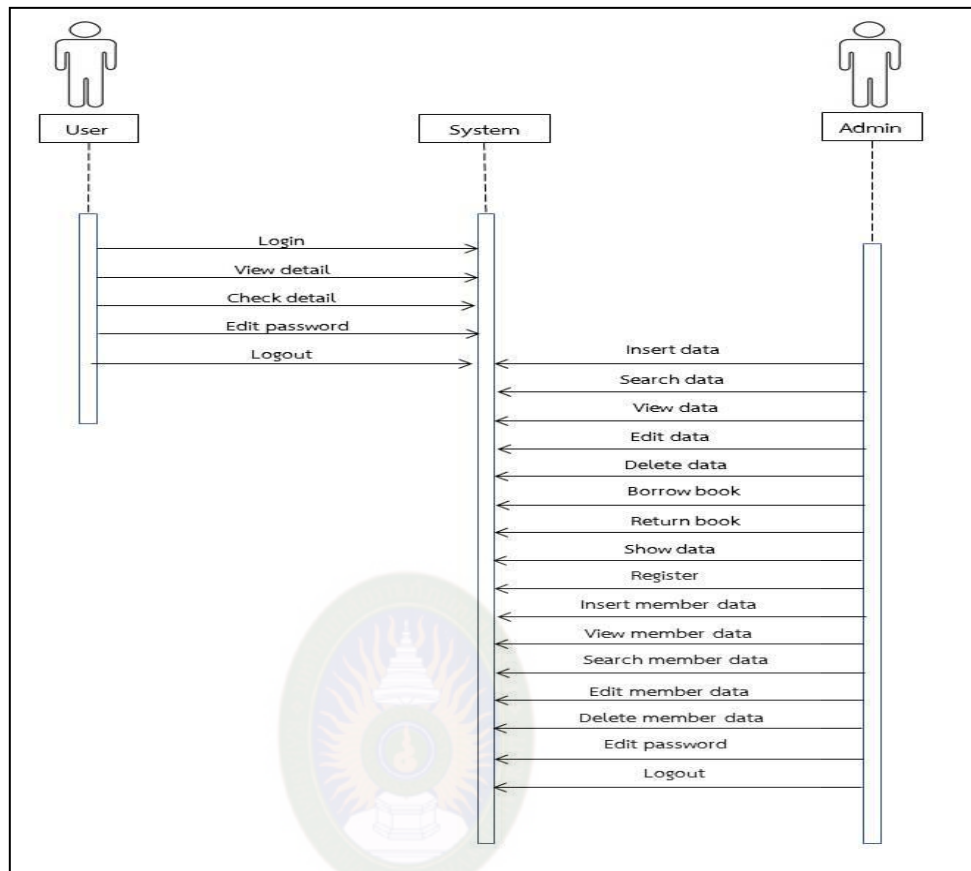 User
System
Admin
Login
View detail
Check detail
Edit password
Logout
Insert data
Search data
View data
Edit data
Delete data
Borrow book
Return book
Show data
Register
Insert member data
View member data
Search member data
Edit member data
Delete member data
Edit password
Logout